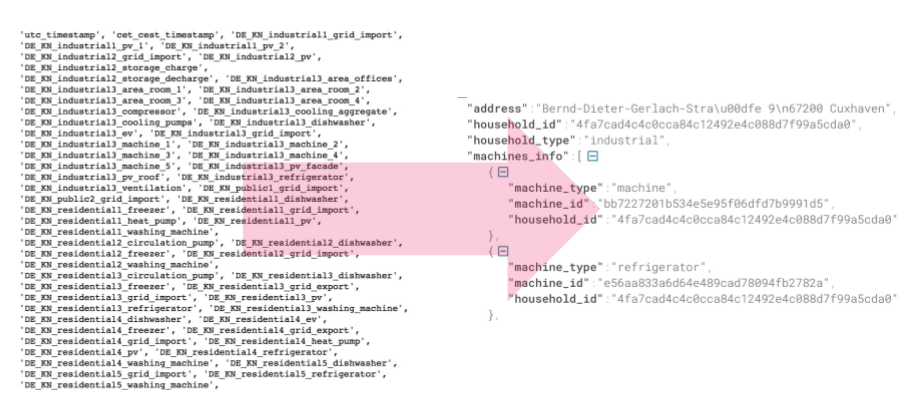 'utc_timestamp', 'cet_cest_timestamp', 'DE_KN_industrial1_grid_import',
'DE_KN_industrial1_pv_1', 'DE_KN_industrial1_pv_2',
'DE_KN_industrial2_grid_import', 'DE_KN_industrial2_pv',
'DE_KN_industrial2_storage_charge',
'DE_KN_industrial2_storage_decharge', 'DE_KN_industrial3_area_offices',
'DE_KN_industrial3_area_room_1', 'DE_KN_industrial3_area_room_2',
'DE_KN_industrial3_area_room_3', 'DE_KN_industrial3_area_room_4',
'DE_KN_industrial3_compressor', 'DE_KN_industrial3_cooling_aggregate',
'DE_KN_industrial3_cooling_pumps', 'DE_KN_industrial3_dishwasher',
'DE_KN_industrial3_ev', 'DE_KN_industrial3_grid_import',
'DE_KN_industrial3_machine_1', 'DE_KN_industrial3_machine_2',
'DE_KN_industrial3_machine_3', 'DE_KN_industrial3_machine_4',
'DE_KN_industrial3_machine_5', 'DE_KN_industrial3_pv_facade',
'DE_KN_industrial3_pv_roof', 'DE_KN_industrial3_refrigerator',
'DE_KN_industrial3_ventilation', 'DE_KN_public1_grid_import',
'DE_KN_public2_grid_import', 'DE_KN_residential1_dishwasher',
'DE_KN_residential1_freezer', 'DE_KN_residential1_grid_import',
'DE_KN_residential1_heat_pump', 'DE_KN_residential1_pv',
'DE_KN_residential1_washing_machine',
'DE_KN_residential2_circulation_pump', 'DE_KN_residential2_dishwasher',
'DE_KN_residential2_freezer', 'DE_KN_residential2_grid_import',
'DE_KN_residential2_washing_machine',
'DE_KN_residential3_circulation_pump', 'DE_KN_residential3_dishwasher',
'DE_KN_residential3_freezer', 'DE_KN_residential3_grid_export',
'DE_KN_residential3_grid_import', 'DE_KN_residential3_pv',
'DE_KN_residential3_refrigerator', 'DE_KN_residential3_washing_machine',
'DE_KN_residential4_dishwasher', 'DE_KN_residential4_ev',
'DE_KN_residential4_freezer', 'DE_KN_residential4_grid_export',
'DE_KN_residential4_grid_import', 'DE_KN_residential4_heat_pump',
'DE_KN_residential4_pv', 'DE_KN_residential4_refrigerator',
'DE_KN_residential4_washing_machine', 'DE_KN_residential5_dishwasher',
'DE_KN_residential5_grid_import', 'DE_KN_residential5_refrigerator',
'DE_KN_residential5_washing_machine',
"address":"Bernd-Dieter-Gerlach-Stra\u00dfe 9\n67200 Cuxhaven",
"household_id":"4fa7cad4c4c0cca84c12492e4c088d7f99a5cda0",
"household_type":"industrial",
"machines_info":[
{
"machine_type":"machine",
"machine_id":"bb7227201b534e5e95f06dfd7b9991d5",
"household_id":"4fa7cad4c4c0cca84c12492e4c088d7f99a5cda0"
},
{
"machine_type":"refrigerator",
"machine_id":"e56aa833a6d64e489cad78094fb2782a",
"household_id":"4fa7cad4c4c0cca84c12492e4c088d7f99a5cda0"
},